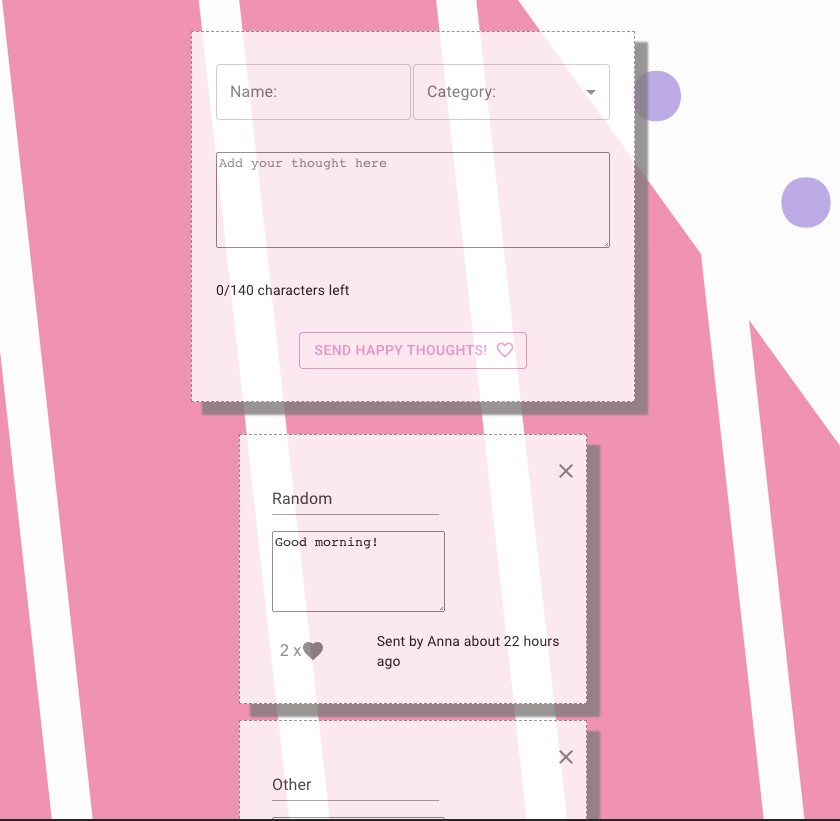 Name:
Category:
Add your thought here
0/140 characters left
SEND HAPPY THOUGHTS!
Random
Good morning!
2 x
Sent by Anna about 22 hours
ago
Other